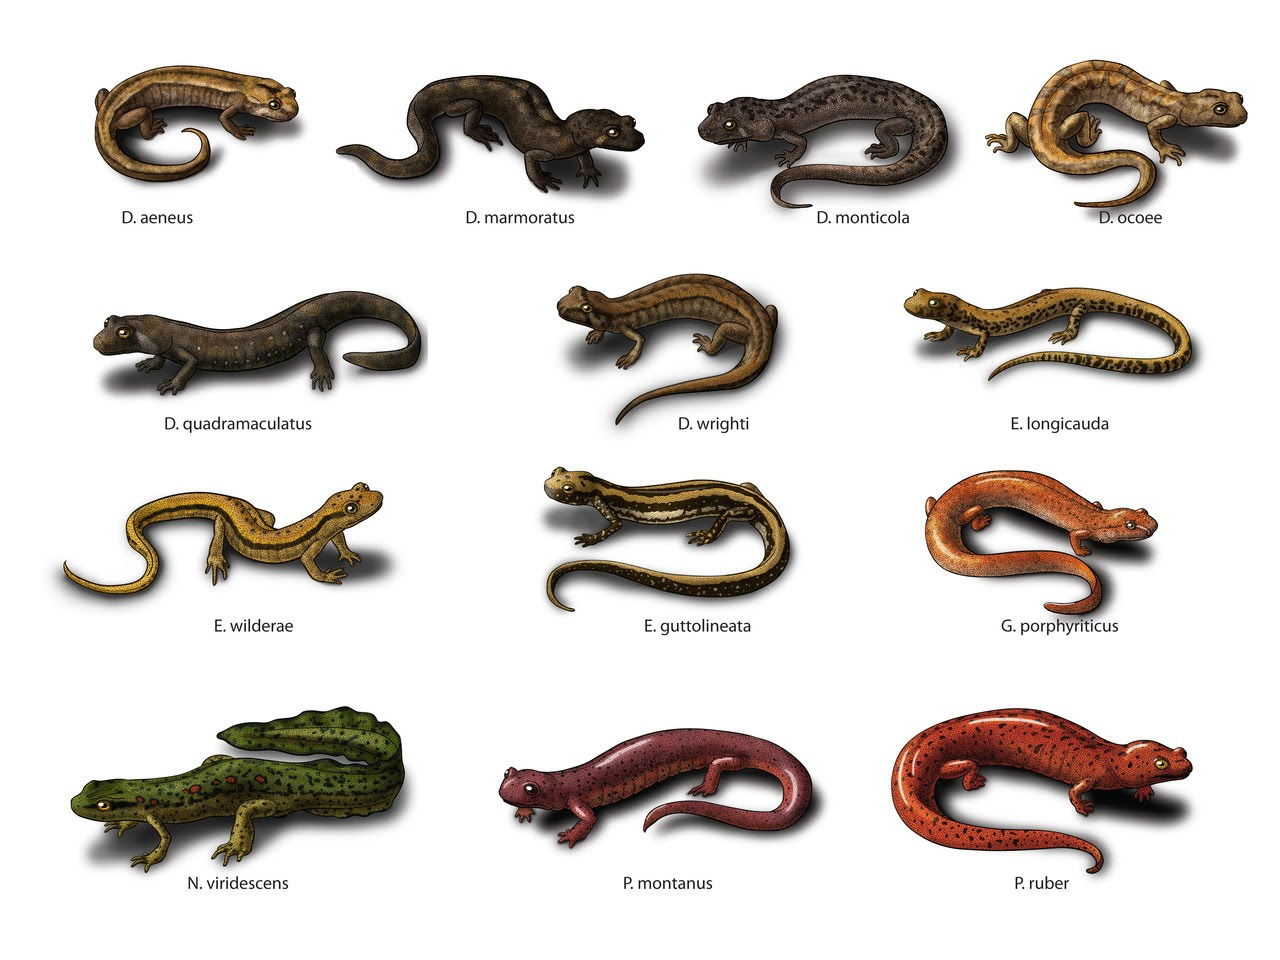 D. aeneus
D. marmoratus
D. monticola
D. ocoee
D. quadramaculatus
D. wrighti
E. longicauda
E. wilderae
E. guttolineata
G. porphyriticus
N. viridescens
P. montanus
P. ruber